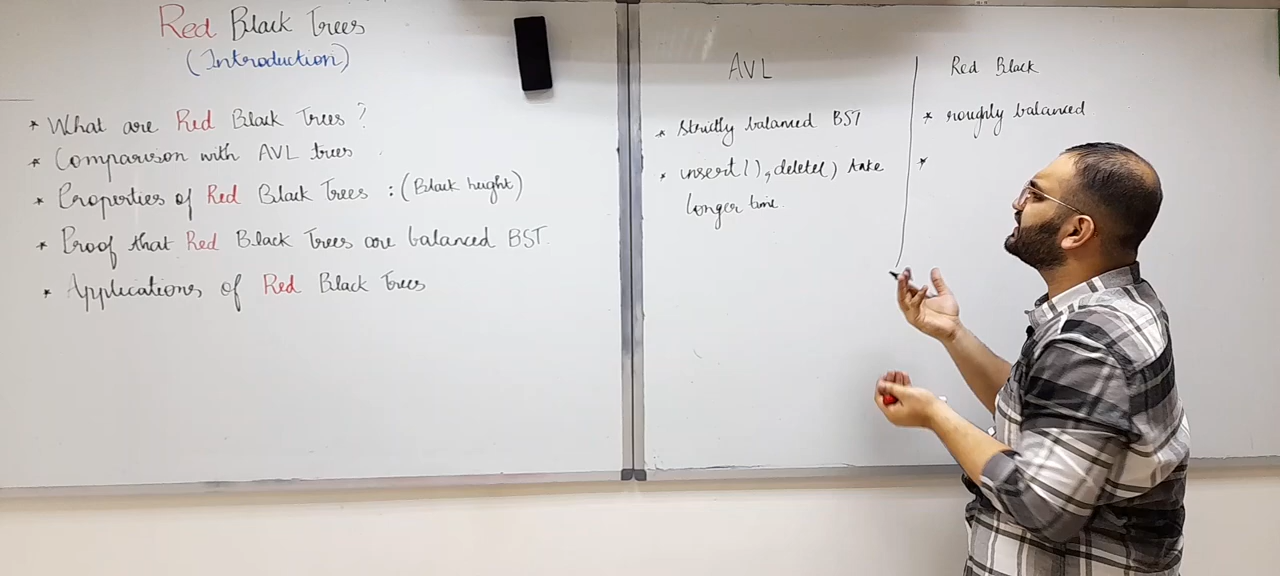 Red Black Trees
(Introduction)
* What are Red Black Trees ?
* Comparison with AVL trees
* Properties of Red Black Trees : (Black height)
* Proof that Red Black Trees are balanced BST.
* Applications of Red Black Trees
AVL
* Strictly balanced BST
* insert(), delete() take
longer time.
Red Black
* roughly balanced
*